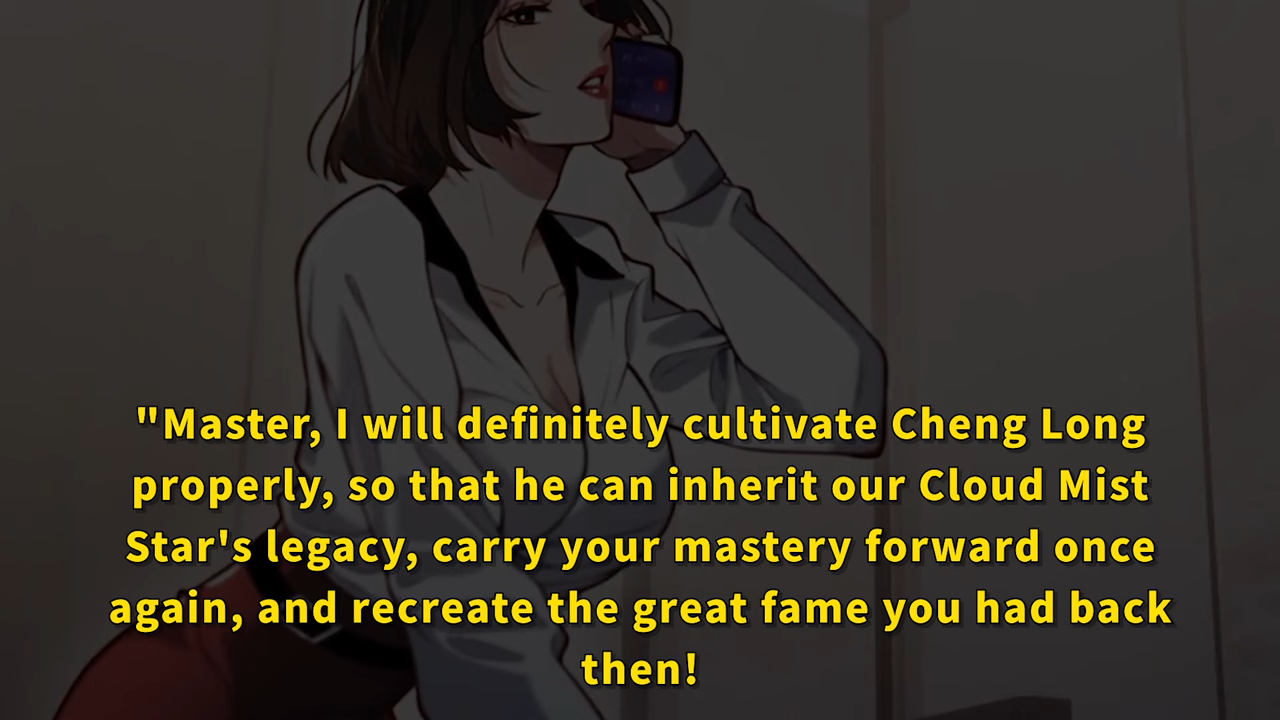 "Master, I will definitely cultivate Cheng Long
properly, so that he can inherit our Cloud Mist
Star's legacy, carry your mastery forward once
again, and recreate the great fame you had back
then!